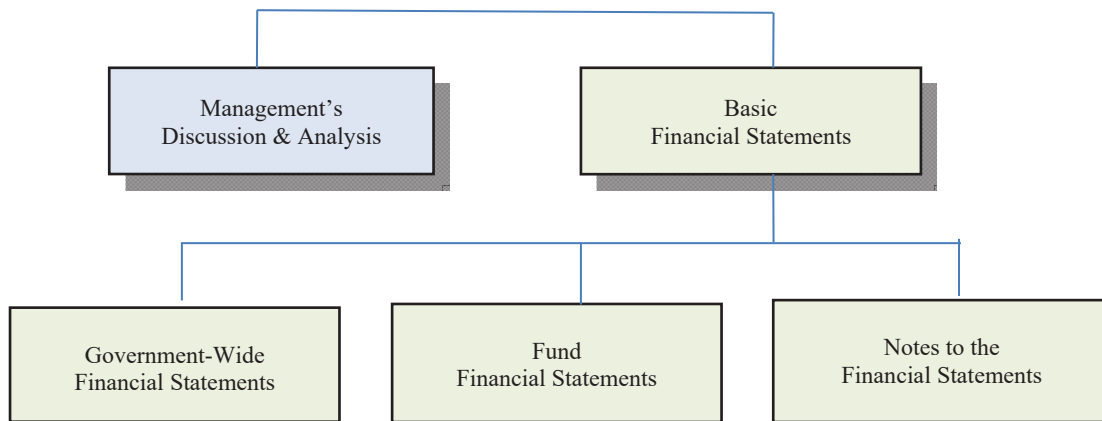 Management’s
Discussion & Analysis
Basic
Financial Statements
Government-Wide
Financial Statements
Fund
Financial Statements
Notes to the
Financial Statements